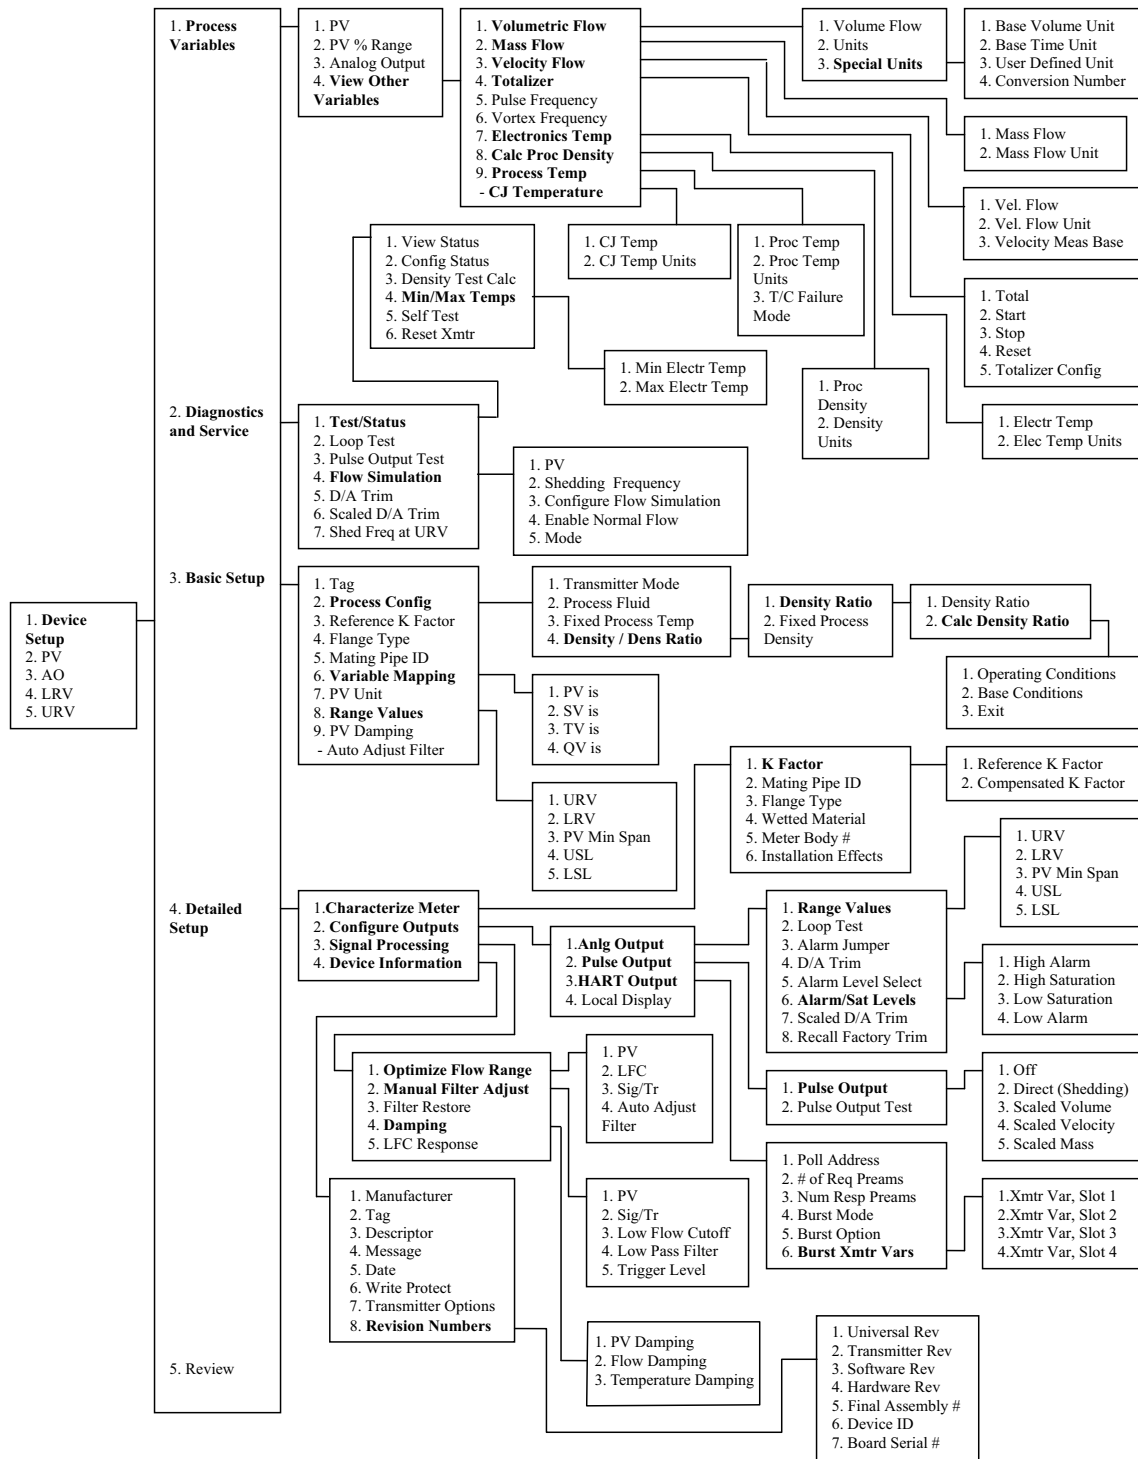 1. Device
Setup
2. PV
3. AO
4. LRV
5. URV
1. Process
Variables
2. Diagnostics
and Service
3. Basic Setup
4. Detailed
Setup
5. Review
1. PV
2. PV % Range
3. Analog Output
4. View Other
Variables
1. Volumetric Flow
2. Mass Flow
3. Velocity Flow
4. Totalizer
5. Pulse Frequency
6. Vortex Frequency
7. Electronics Temp
8. Calc Proc Density
9. Process Temp
- CJ Temperature
1. Volume Flow
2. Units
3. Special Units
1. Base Volume Unit
2. Base Time Unit
3. User Defined Unit
4. Conversion Number
1. Mass Flow
2. Mass Flow Unit
1. Vel. Flow
2. Vel. Flow Unit
3. Velocity Meas Base
1. Total
2. Start
3. Stop
4. Reset
5. Totalizer Config
1. Electr Temp
2. Elec Temp Units
1. Proc
Density
2. Density
Units
1. Proc Temp
2. Proc Temp
Units
3. T/C Failure
Mode
1. CJ Temp
2. CJ Temp Units
1. View Status
2. Config Status
3. Density Test Calc
4. Min/Max Temps
5. Self Test
6. Reset Xmtr
1. Min Electr Temp
2. Max Electr Temp
1. Test/Status
2. Loop Test
3. Pulse Output Test
4. Flow Simulation
5. D/A Trim
6. Scaled D/A Trim
7. Shed Freq at URV
1. PV
2. Shedding Frequency
3. Configure Flow Simulation
4. Enable Normal Flow
5. Mode
1. Tag
2. Process Config
3. Reference K Factor
4. Flange Type
5. Mating Pipe ID
6. Variable Mapping
7. PV Unit
8. Range Values
9. PV Damping
- Auto Adjust Filter
1. Transmitter Mode
2. Process Fluid
3. Fixed Process Temp
4. Density / Dens Ratio
1. Density Ratio
2. Fixed Process
Density
1. Density Ratio
2. Calc Density Ratio
1. Operating Conditions
2. Base Conditions
3. Exit
1. PV is
2. SV is
3. TV is
4. QV is
1. URV
2. LRV
3. PV Min Span
4. USL
5. LSL
1.Characterize Meter
2. Configure Outputs
3. Signal Processing
4. Device Information
1. K Factor
2. Mating Pipe ID
3. Flange Type
4. Wetted Material
5. Meter Body #
6. Installation Effects
1. Reference K Factor
2. Compensated K Factor
1.Anlg Output
2. Pulse Output
3.HART Output
4. Local Display
1. Range Values
2. Loop Test
3. Alarm Jumper
4. D/A Trim
5. Alarm Level Select
6. Alarm/Sat Levels
7. Scaled D/A Trim
8. Recall Factory Trim
1. URV
2. LRV
3. PV Min Span
4. USL
5. LSL
1. High Alarm
2. High Saturation
3. Low Saturation
4. Low Alarm
1. Pulse Output
2. Pulse Output Test
1. Off
2. Direct (Shedding)
3. Scaled Volume
4. Scaled Velocity
5. Scaled Mass
1. Poll Address
2. # of Req Preams
3. Num Resp Preams
4. Burst Mode
5. Burst Option
6. Burst Xmtr Vars
1.Xmtr Var, Slot 1
2.Xmtr Var, Slot 2
3.Xmtr Var, Slot 3
4.Xmtr Var, Slot 4
1. Optimize Flow Range
2. Manual Filter Adjust
3. Filter Restore
4. Damping
5. LFC Response
1. PV
2. LFC
3. Sig/Tr
4. Auto Adjust
Filter
1. PV
2. Sig/Tr
3. Low Flow Cutoff
4. Low Pass Filter
5. Trigger Level
1. PV Damping
2. Flow Damping
3. Temperature Damping
1. Manufacturer
2. Tag
3. Descriptor
4. Message
5. Date
6. Write Protect
7. Transmitter Options
8. Revision Numbers
1. Universal Rev
2. Transmitter Rev
3. Software Rev
4. Hardware Rev
5. Final Assembly #
6. Device ID
7. Board Serial #